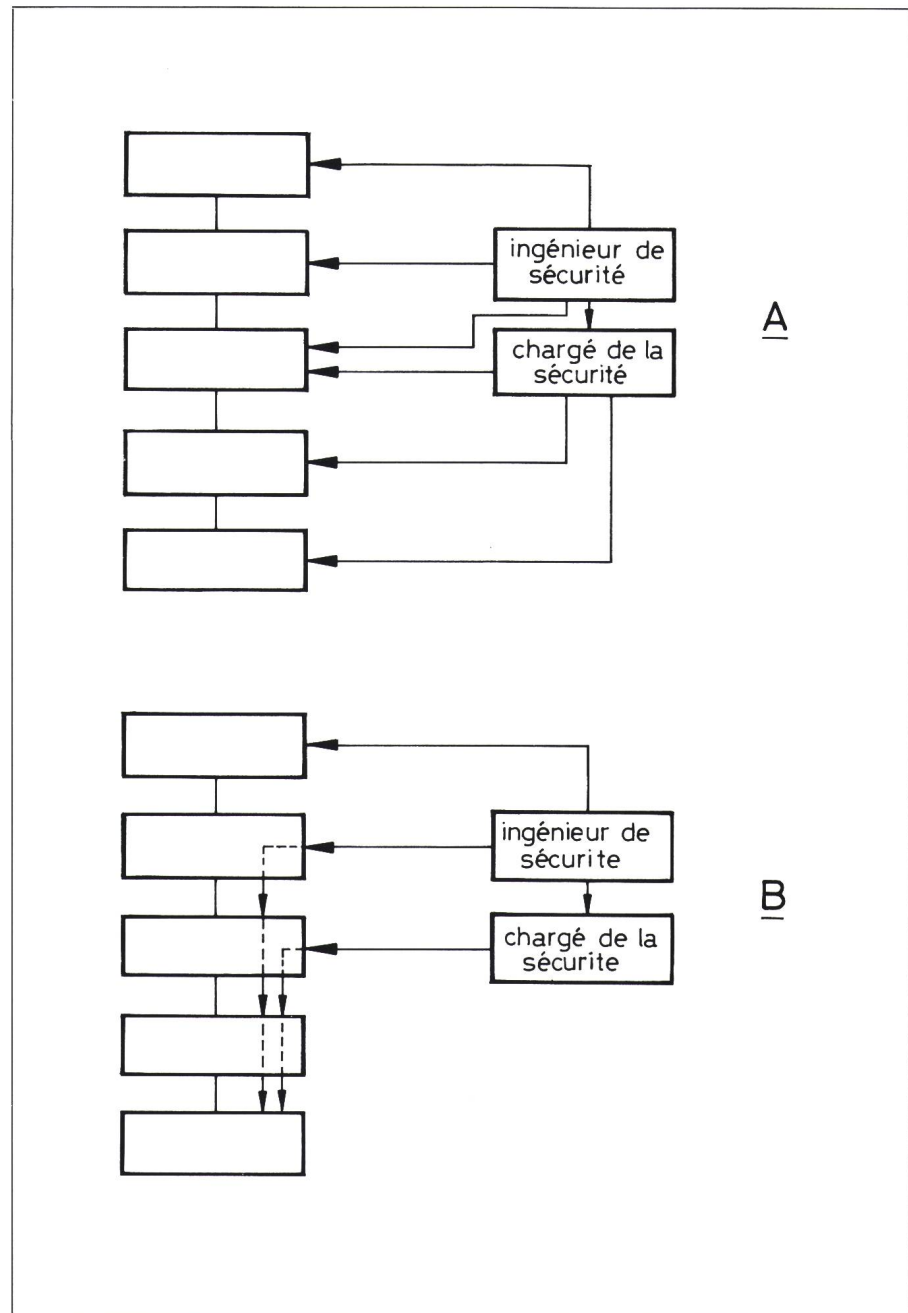 ingénieur de
sécurité
A
chargé de la
sécurité
ingénieur de
sécurite
B
chargé de la
sécurite